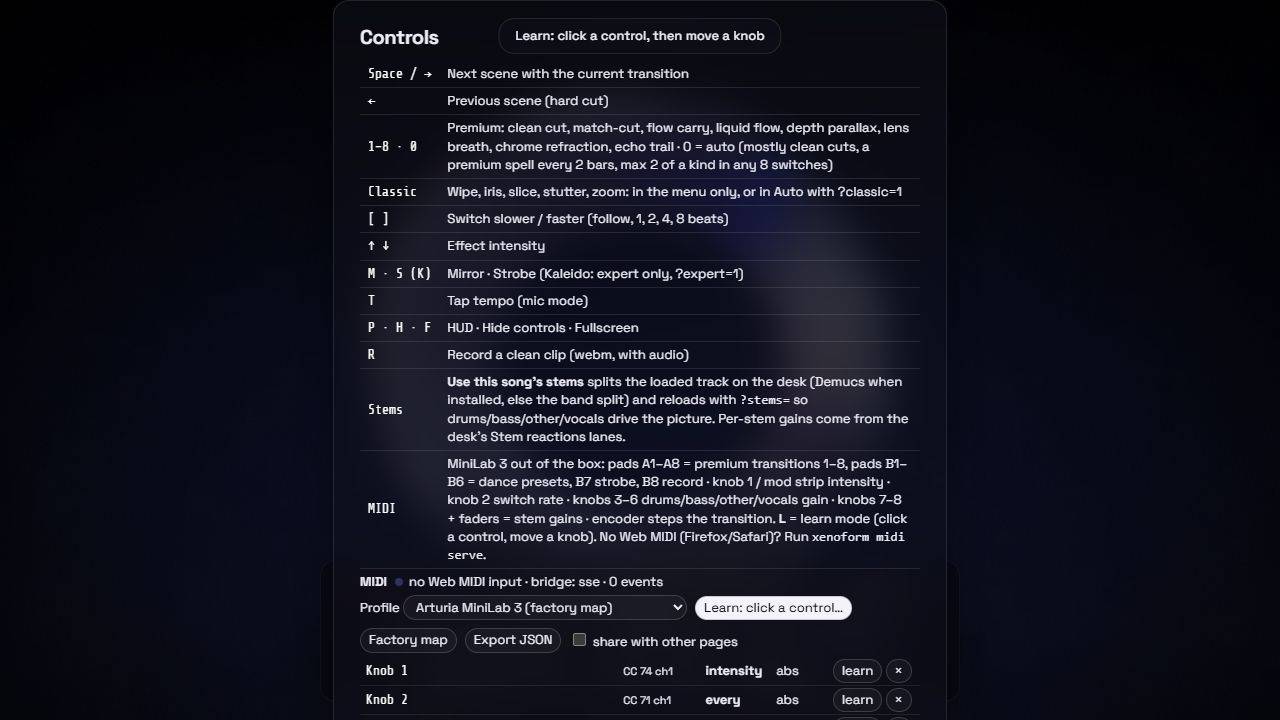 Controls
Learn: click a control, then move a knob
Space / → Next scene with the current transition
← Previous scene (hard cut)
Premium: clean cut, match-cut, flow carry, liquid flow, depth parallax, lens
1–8 · 0 breath, chrome refraction, echo trail · 0 = auto (mostly clean cuts, a
premium spell every 2 bars, max 2 of a kind in any 8 switches)
Classic Wipe, iris, slice, stutter, zoom: in the menu only, or in Auto with ?classic=1
[ ] Switch slower / faster (follow, 1, 2, 4, 8 beats)
↑ ↓ Effect intensity
M · S (K) Mirror · Strobe (Kaleido: expert only, ?expert=1)
T Tap tempo (mic mode)
P · H · F HUD · Hide controls · Fullscreen
R Record a clean clip (webm, with audio)
Use this song's stems splits the loaded track on the desk (Demucs when
installed, else the band split) and reloads with ?stems= so
Stems drums/bass/other/vocals drive the picture. Per-stem gains come from the
desk's Stem reactions lanes.
MiniLab 3 out of the box: pads A1–A8 = premium transitions 1–8, pads B1–
B6 = dance presets, B7 strobe, B8 record · knob 1 / mod strip intensity ·
knob 2 switch rate · knobs 3–6 drums/bass/other/vocals gain · knobs 7–8
MIDI + faders = stem gains · encoder steps the transition. L = learn mode (click
a control, move a knob). No Web MIDI (Firefox/Safari)? Run xenoform midi
serve.
MIDI no Web MIDI input · bridge: sse · 0 events
Profile Arturia MiniLab 3 (factory map) Learn: click a control…
Factory map Export JSON share with other pages
Knob 1 CC 74 ch1 intensity abs learn ×
Knob 2 CC 71 ch1 every abs learn ×